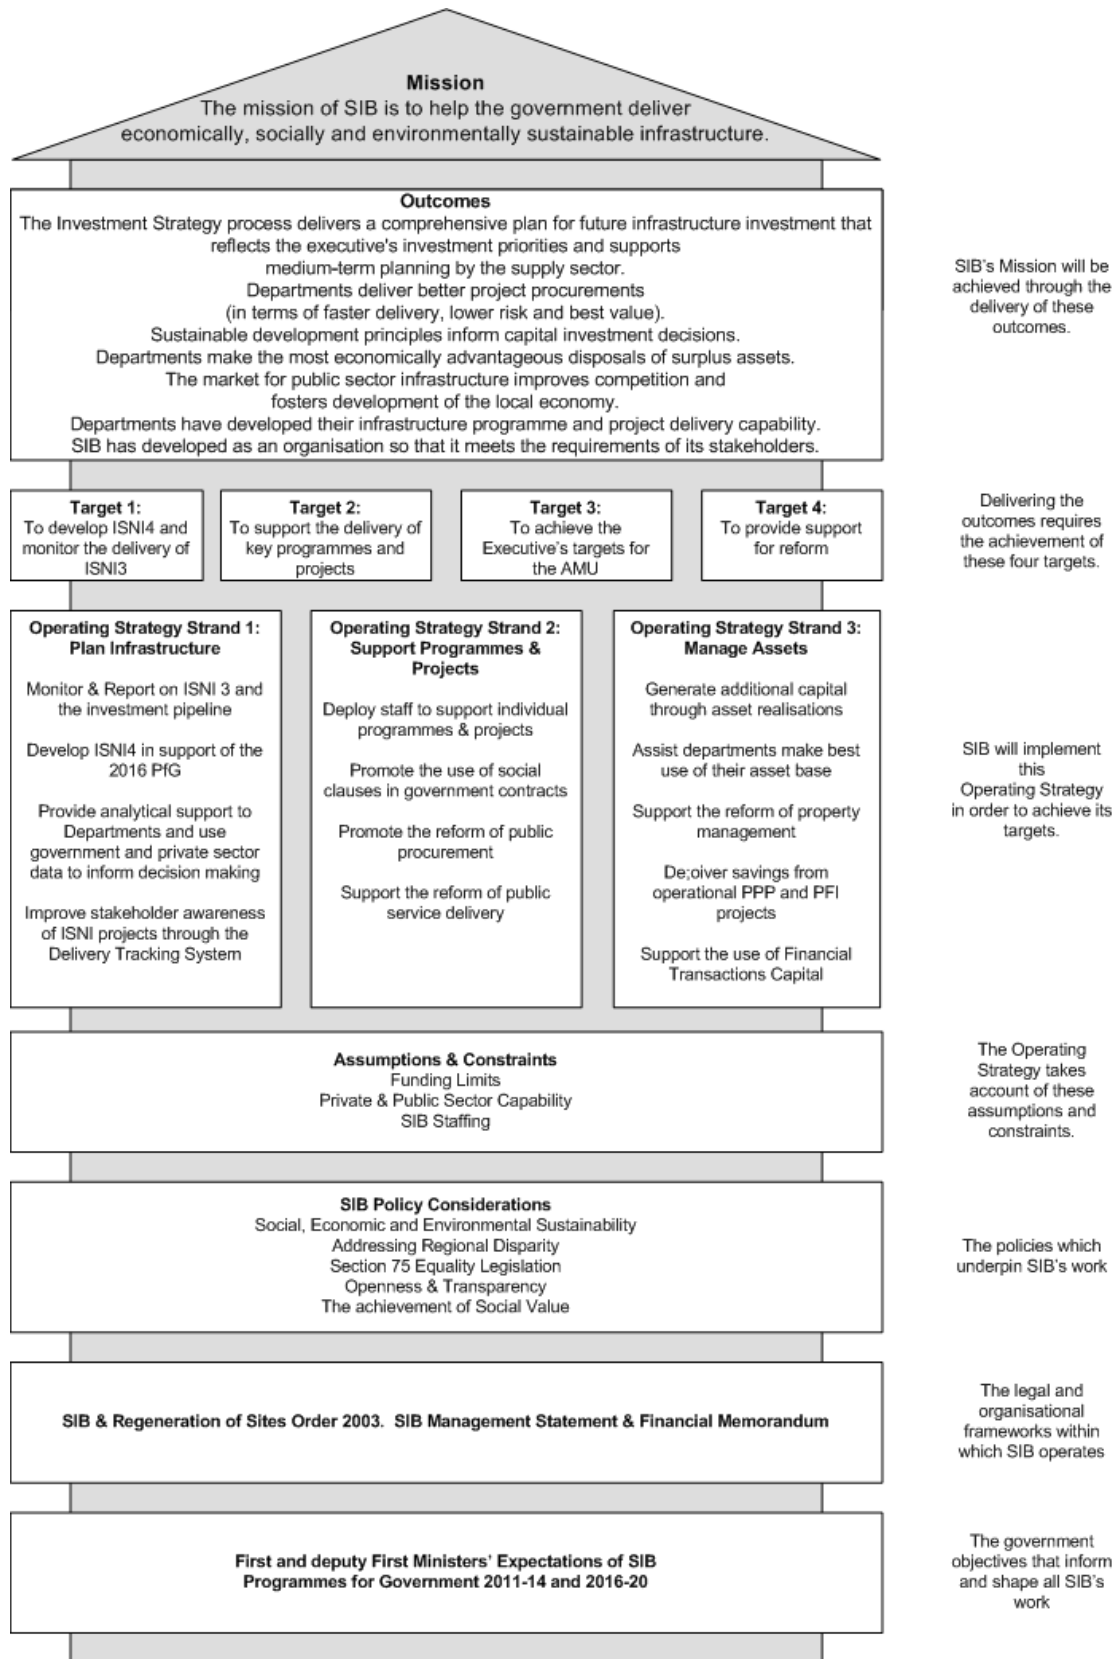 Mission
The mission of SIB is to help the government deliver
economically, socially and environmentally sustainable infrastructure.
Outcomes
The Investment Strategy process delivers a comprehensive plan for future infrastructure investment that
reflects the executive's investment priorities and supports
medium-term planning by the supply sector.
Departments deliver better project procurements
(in terms of faster delivery, lower risk and best value).
Sustainable development principles inform capital investment decisions.
Departments make the most economically advantageous disposals of surplus assets.
The market for public sector infrastructure improves competition and
fosters development of the local economy.
Departments have developed their infrastructure programme and project delivery capability.
SIB has developed as an organisation so that it meets the requirements of its stakeholders.
SIB's Mission will be
achieved through the
delivery of these
outcomes.
Target 1:
To develop ISNI4 and
monitor the delivery of
ISNI3
Target 2:
To support the delivery of
key programmes and
projects
Target 3:
To achieve the
Executive's targets for
the AMU
Target 4:
To provide support
for reform
Delivering the
outcomes requires
the achievement of
these four targets.
Operating Strategy Strand 1:
Plan Infrastructure
Monitor & Report on ISNI 3 and
the investment pipeline
Develop ISNI4 in support of the
2016 PfG
Provide analytical support to
Departments and use
government and private sector
data to inform decision making
Improve stakeholder awareness
of ISNI projects through the
Delivery Tracking System
Operating Strategy Strand 2:
Support Programmes &
Projects
Deploy staff to support individual
programmes & projects
Promote the use of social
clauses in government contracts
Promote the reform of public
procurement
Support the reform of public
service delivery
Operating Strategy Strand 3:
Manage Assets
Generate additional capital
through asset realisations
Assist departments make best
use of their asset base
Support the reform of property
management
De;oiver savings from
operational PPP and PFI
projects
Support the use of Financial
Transactions Capital
SIB will implement
this
Operating Strategy
in order to achieve its
targets.
Assumptions & Constraints
Funding Limits
Private & Public Sector Capability
SIB Staffing
The Operating
Strategy takes
account of these
assumptions and
constraints.
SIB Policy Considerations
Social, Economic and Environmental Sustainability
Addressing Regional Disparity
Section 75 Equality Legislation
Openness & Transparency
The achievement of Social Value
The policies which
underpin SIB's work
SIB & Regeneration of Sites Order 2003.  SIB Management Statement & Financial Memorandum
The legal and
organisational
frameworks within
which SIB operates
First and deputy First Ministers' Expectations of SIB
Programmes for Government 2011-14 and 2016-20
The government
objectives that inform
and shape all SIB's
work